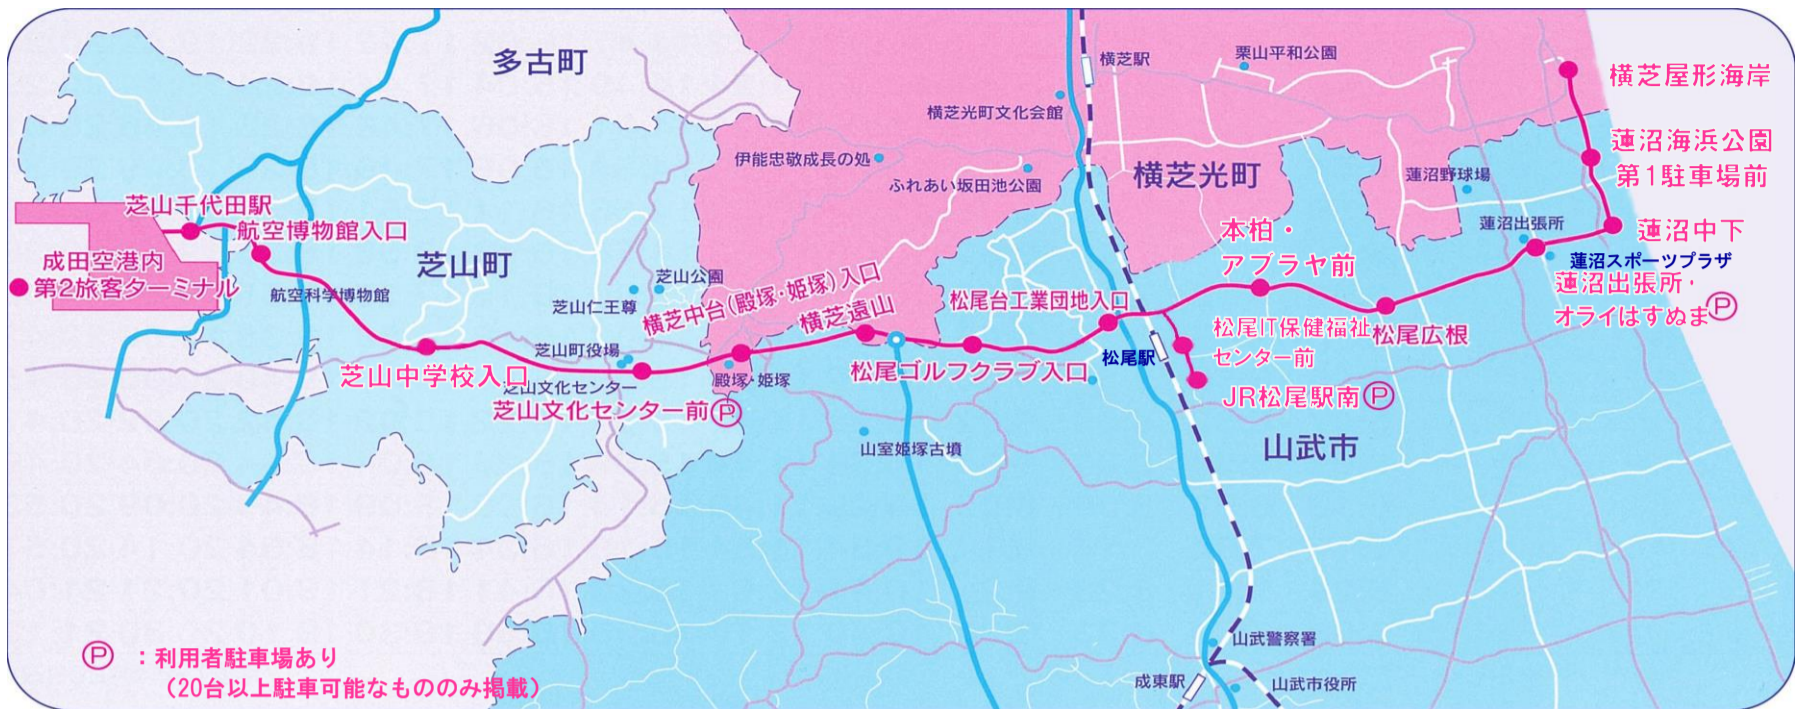 多古町
横芝駅
栗山平和公園
横芝屋形海岸
横芝光町文化会館
蓮沼海浜公園
第1駐車場前
伊能忠敬成長の処
ふれあい坂田池公園
横芝光町
蓮沼野球場
芝山千代田駅
航空博物館入口
本柏・
アブラヤ前
蓮沼出張所
蓮沼中下
成田空港内
第2旅客ターミナル
芝山町
芝山公園
蓮沼スポーツプラザ
航空科学博物館
芝山仁王尊
横芝中台(殿塚・姫塚)入口
横芝遠山
松尾台工業団地入口
蓮沼出張所・
オライはすぬまⓅ
松尾IT保健福祉
センター前
松尾広根
芝山町役場
松尾駅
芝山中学校入口
芝山文化センター
殿塚・姫塚
松尾ゴルフクラブ入口
芝山文化センター前Ⓟ
JR松尾駅南Ⓟ
山室姫塚古墳
山武市
山武警察署
Ⓟ :利用者駐車場あり
(20台以上駐車可能なもののみ掲載)
成東駅
山武市役所